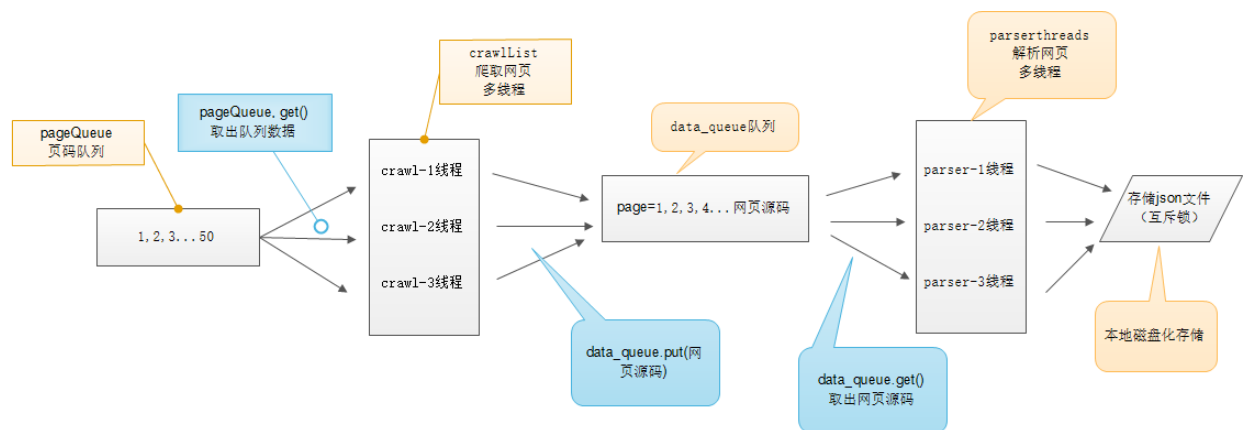 pageQueue
页码队列
1,2,3...50
pageQueue, get()
取出队列数据
crawlList
爬取网页
多线程
crawl-1线程
crawl-2线程
crawl-3线程
data_queue队列
page=1,2,3,4...网页源码
data_queue.put(网
页源码)
parserthreads
解析网页
多线程
parser-1线程
parser-2线程
parser-3线程
data_queue.get()
取出网页源码
存储json文件
（互斥锁）
本地磁盘化存储